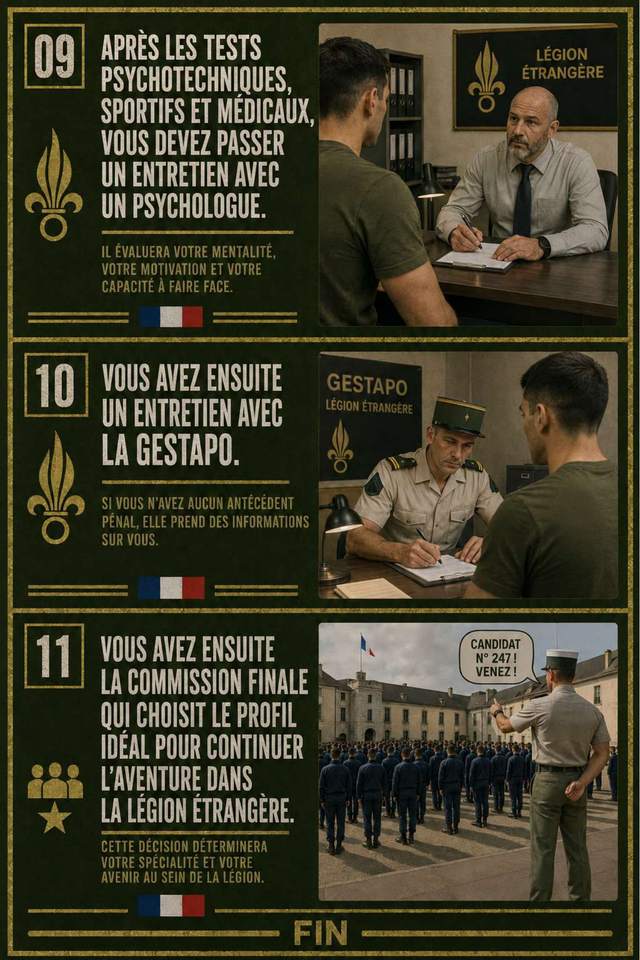 09
APRÈS LES TESTS
PSYCHOTECHNIQUES,
SPORTIFS ET MÉDICAUX,
VOUS DEVEZ PASSER
UN ENTRETIEN AVEC
UN PSYCHOLOGUE.
IL ÉVALUERA VOTRE MENTALITÉ,
VOTRE MOTIVATION ET VOTRE
CAPACITÉ À FAIRE FACE.
LÉGION
ÉTRANGÈRE
10
VOUS AVEZ ENSUITE
UN ENTRETIEN AVEC
LA GESTAPO.
SI VOUS N'AVEZ AUCUN ANTÉCÉDENT
PÉNAL, ELLE PREND DES INFORMATIONS
SUR VOUS.
GESTAPO
LÉGION ÉTRANGÈRE
11
VOUS AVEZ ENSUITE
LA COMMISSION FINALE
QUI CHOISIT LE PROFIL
IDÉAL POUR CONTINUER
L'AVENTURE DANS
LA LÉGION ÉTRANGÈRE.
CETTE DÉCISION DÉTERMINERA
VOTRE SPÉCIALITÉ ET VOTRE
AVENIR AU SEIN DE LA LÉGION.
CANDIDAT
N° 247 !
VENEZ !
FIN